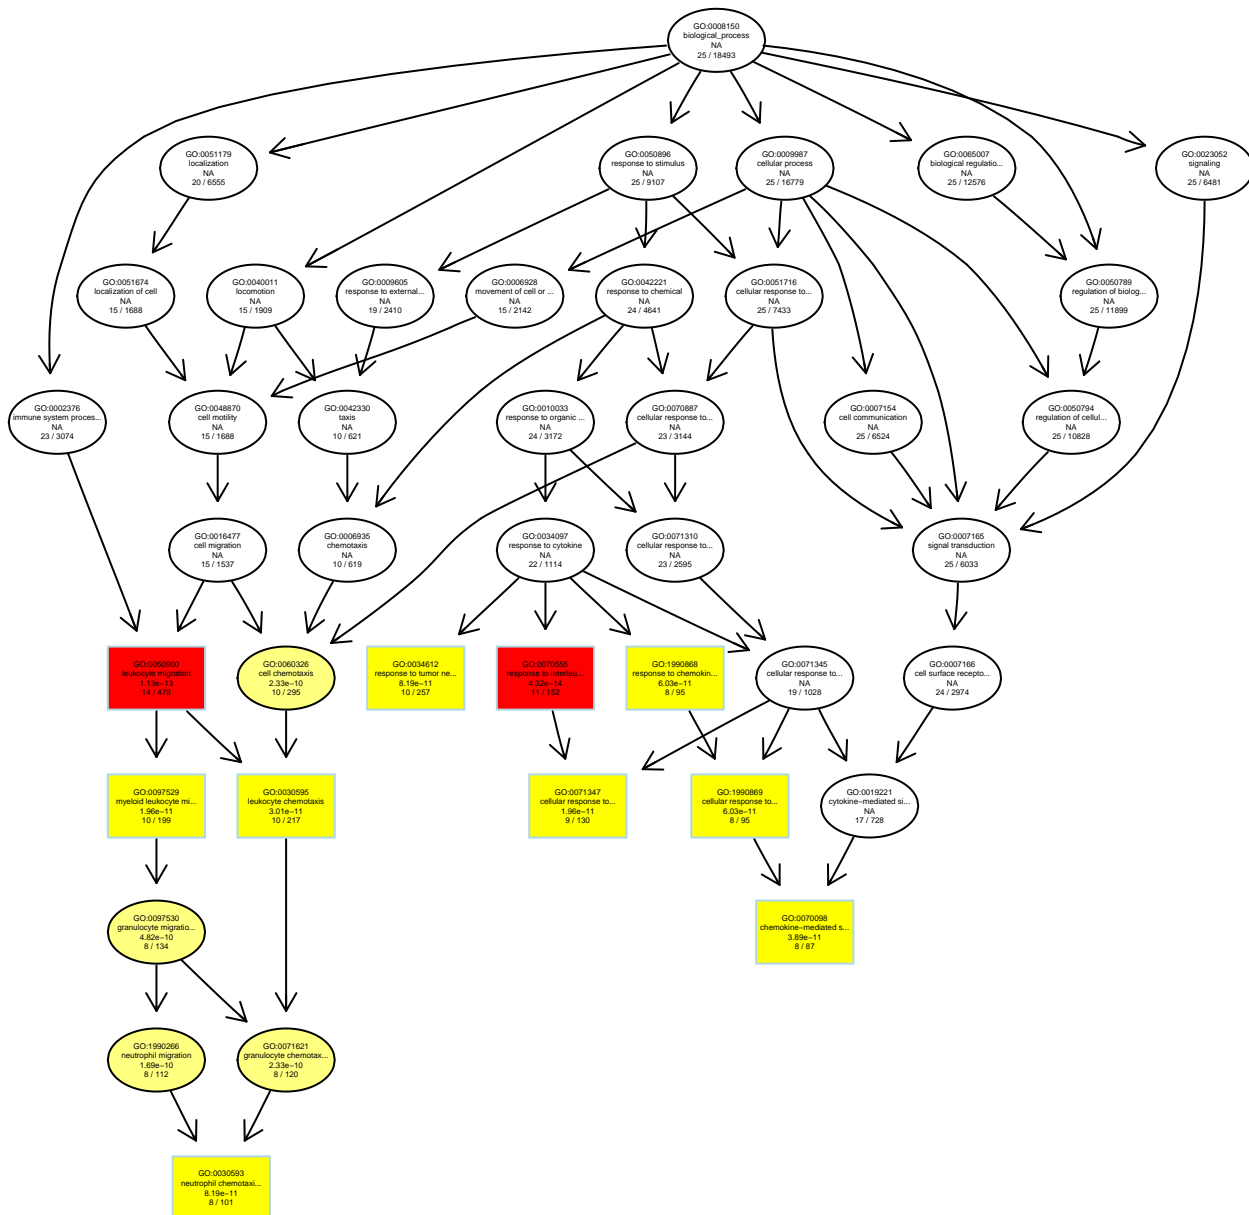 GO:0008150
biological_process
NA
25 / 18493
GO:0051179
localization
NA
20 / 6555
GO:0050896
response to stimulus
NA
25 / 9107
GO:0009987
cellular process
NA
25 / 16779
GO:0065007
biological regulatio...
NA
25 / 12576
GO:0023052
signaling
NA
25 / 6481
GO:0051674
localization of cell
NA
15 / 1688
GO:0040011
locomotion
NA
15 / 1909
GO:0009605
response to external...
NA
19 / 2410
GO:0006928
movement of cell or ...
NA
15 / 2142
GO:0042221
response to chemical
NA
24 / 4641
GO:0051716
cellular response to...
NA
25 / 7433
GO:0050789
regulation of biolog...
NA
25 / 11899
GO:0002376
immune system proces...
NA
23 / 3074
GO:0048870
cell motility
NA
15 / 1688
GO:0042330
taxis
NA
10 / 621
GO:0010033
response to organic ...
NA
24 / 3172
GO:0070887
cellular response to...
NA
23 / 3144
GO:0007154
cell communication
NA
25 / 6524
GO:0050794
regulation of cellul...
NA
25 / 10828
GO:0016477
cell migration
NA
15 / 1537
GO:0006935
chemotaxis
NA
10 / 619
GO:0034097
response to cytokine
NA
22 / 1114
GO:0071310
cellular response to...
NA
23 / 2595
GO:0007165
signal transduction
NA
25 / 6033
GO:0050900
leukocyte migration
1.13e−13
14 / 478
GO:0060326
cell chemotaxis
2.33e−10
10 / 295
GO:0034612
response to tumor ne...
8.19e−11
10 / 257
GO:0070555
response to interleu...
4.32e−14
11 / 152
GO:1990868
response to chemokin...
6.03e−11
8 / 95
GO:0071345
cellular response to...
NA
19 / 1028
GO:0007166
cell surface recepto...
NA
24 / 2974
GO:0097529
myeloid leukocyte mi...
1.96e−11
10 / 199
GO:0030595
leukocyte chemotaxis
3.01e−11
10 / 217
GO:0071347
cellular response to...
1.96e−11
9 / 130
GO:1990869
cellular response to...
6.03e−11
8 / 95
GO:0019221
cytokine−mediated si...
NA
17 / 728
GO:0097530
granulocyte migratio...
4.82e−10
8 / 134
GO:0070098
chemokine−mediated s...
3.89e−11
8 / 87
GO:1990266
neutrophil migration
1.69e−10
8 / 112
GO:0071621
granulocyte chemotax...
2.33e−10
8 / 120
GO:0030593
neutrophil chemotaxi...
8.19e−11
8 / 101